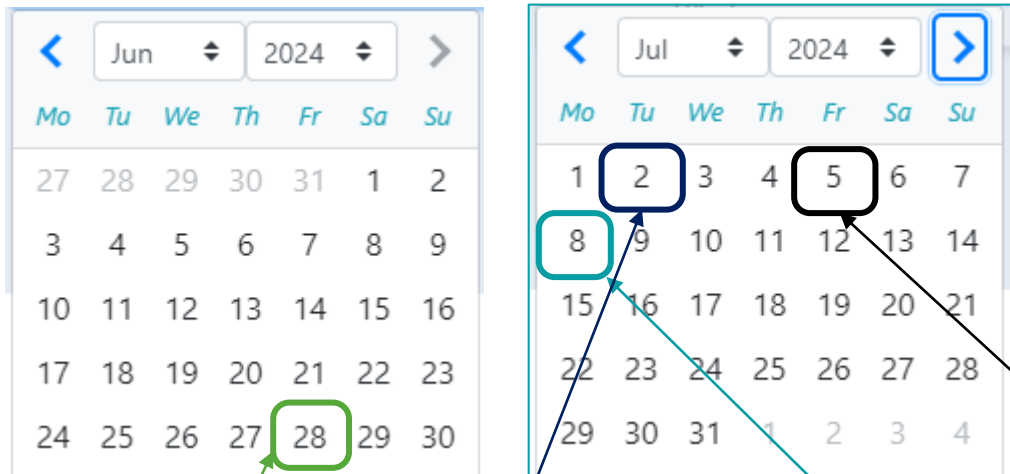 Jun 2024
Mo Tu We Th Fr Sa Su
27 28 29 30 31 1 2
3 4 5 6 7 8 9
10 11 12 13 14 15 16
17 18 19 20 21 22 23
24 25 26 27 28 29 30
Jul 2024
Mo Tu We Th Fr Sa Su
1 2 3 4 5 6 7
8 9 10 11 12 13 14
15 16 17 18 19 20 21
22 23 24 25 26 27 28
29 30 31 1 2 3 4